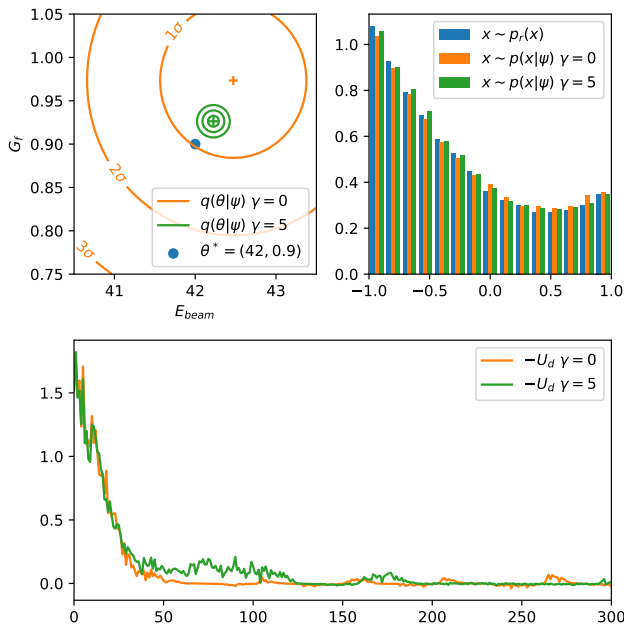 1.05
1.00
0.95
0.90
0.85
0.80
0.75
G_f
1σ
2σ
3σ
q(θ|ψ) γ = 0
q(θ|ψ) γ = 5
θ* = (42, 0.9)
41
42
43
E_beam
1.0
0.8
0.6
0.4
0.2
0.0
x ∼ p_r(x)
x ∼ p(x|ψ) γ = 0
x ∼ p(x|ψ) γ = 5
−1.0
−0.5
0.0
0.5
1.0
1.5
1.0
0.5
0.0
−U_d γ = 0
−U_d γ = 5
0
50
100
150
200
250
300